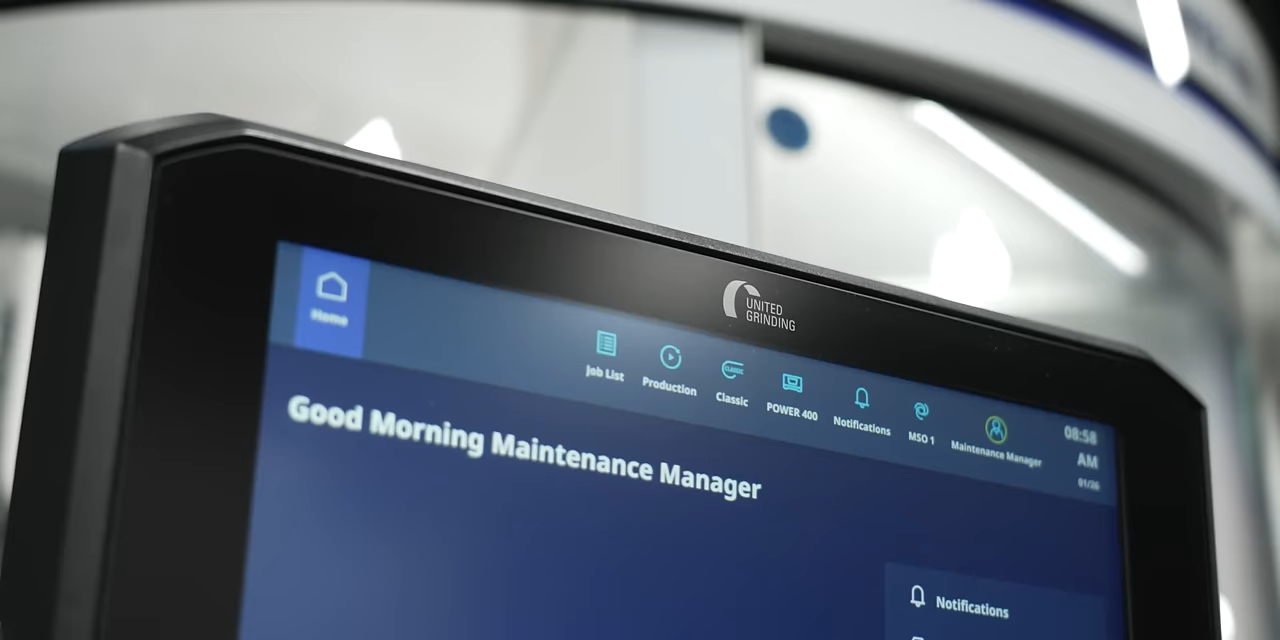 UNITED
GRINDING
Home
Job List
Production
CLASSIC
Classic
POWER 400
Notifications
MSO 1
Maintenance Manager
08:58
AM
01/26
Good Morning Maintenance Manager
Notifications